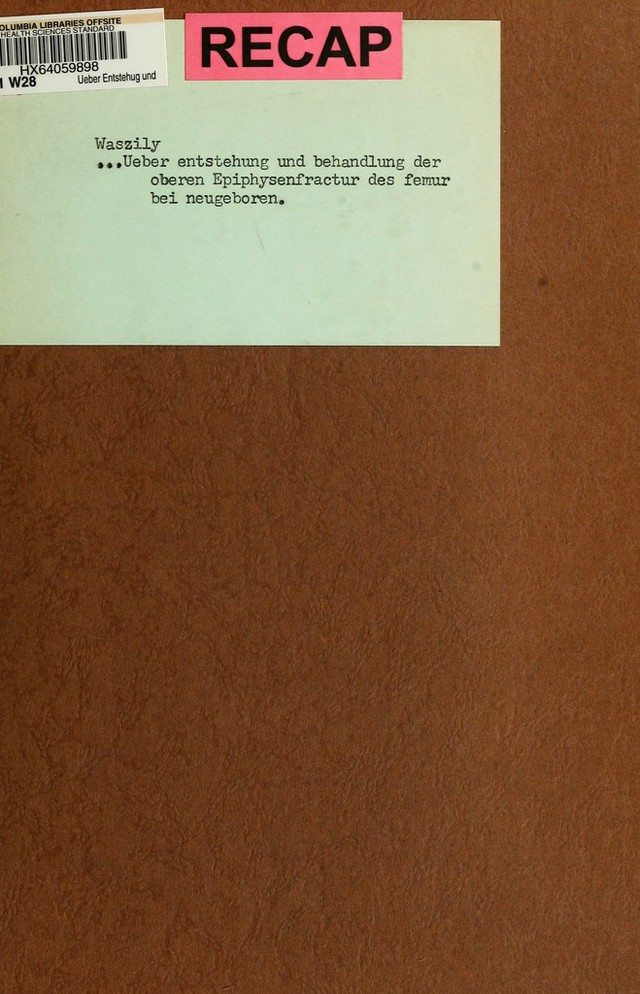 OLUMBIA LIBRARIES OFFSITE
HEALTH SCIENCES STANDARD
HX64059898
W28 Ueber Entstehug und
RECAP
Waszily
...Ueber entstehung und behandlung der
oberen Epiphysenfractur des femur
bei neugeboren.